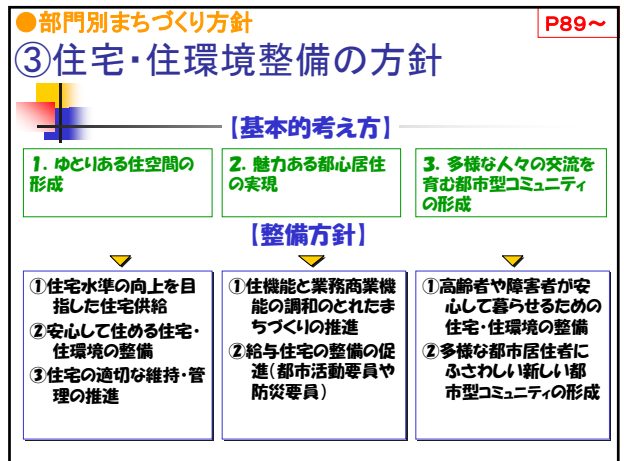 ●部門別まちづくり方針
P89～
③住宅・住環境整備の方針
【基本的考え方】
1. ゆとりある住空間の
形成
2. 魅力ある都心居住
の実現
3. 多様な人々の交流を
育む都市型コミュニティ
の形成
【整備方針】
①住宅水準の向上を目
指した住宅供給
②安心して住める住宅・
住環境の整備
③住宅の適切な維持・管
理の推進
①住機能と業務商業機
能の調和のとれたま
ちづくりの推進
②給与住宅の整備の促
進（都市活動要員や
防災要員）
①高齢者や障害者が安
心して暮らせるための
住宅・住環境の整備
②多様な都市居住者に
ふさわしい新しい都
市型コミュニティの形成